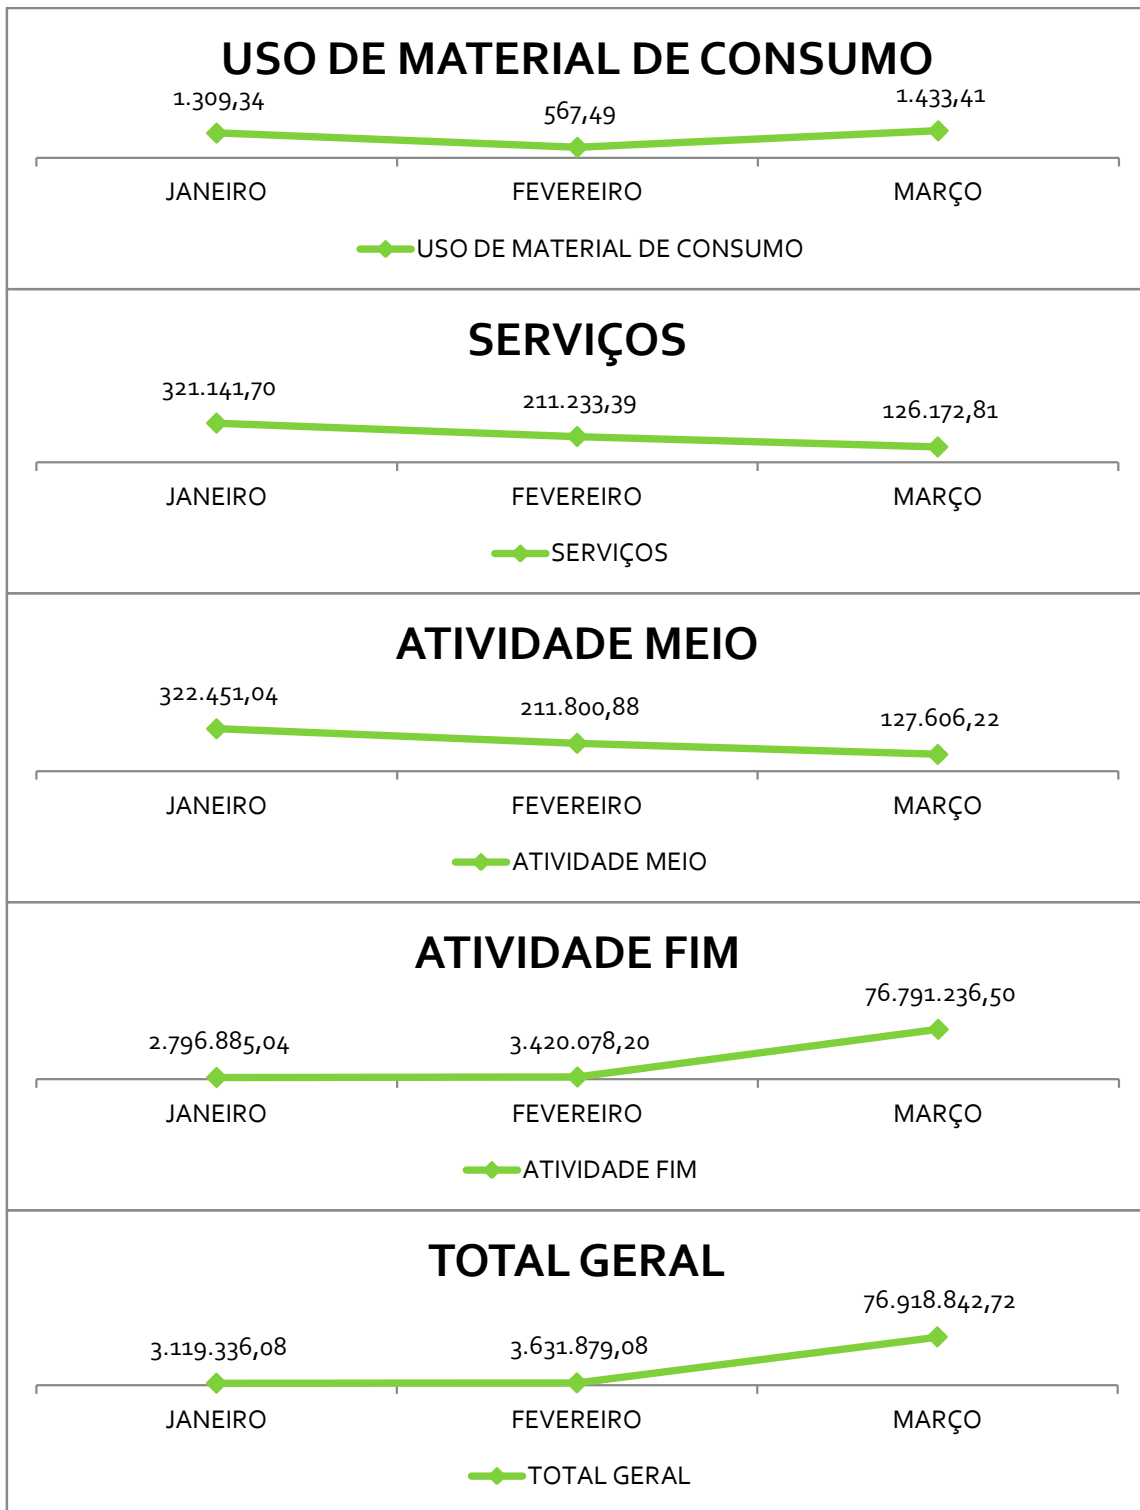 USO DE MATERIAL DE CONSUMO
1.309,34 567,49 1.433,41
JANEIRO FEVEREIRO MARÇO
USO DE MATERIAL DE CONSUMO
SERVIÇOS
321.141,70 211.233,39 126.172,81
JANEIRO FEVEREIRO MARÇO
SERVIÇOS
ATIVIDADE MEIO
322.451,04 211.800,88 127.606,22
JANEIRO FEVEREIRO MARÇO
ATIVIDADE MEIO
ATIVIDADE FIM
2.796.885,04 3.420.078,20 76.791.236,50
JANEIRO FEVEREIRO MARÇO
ATIVIDADE FIM
TOTAL GERAL
3.119.336,08 3.631.879,08 76.918.842,72
JANEIRO FEVEREIRO MARÇO
TOTAL GERAL